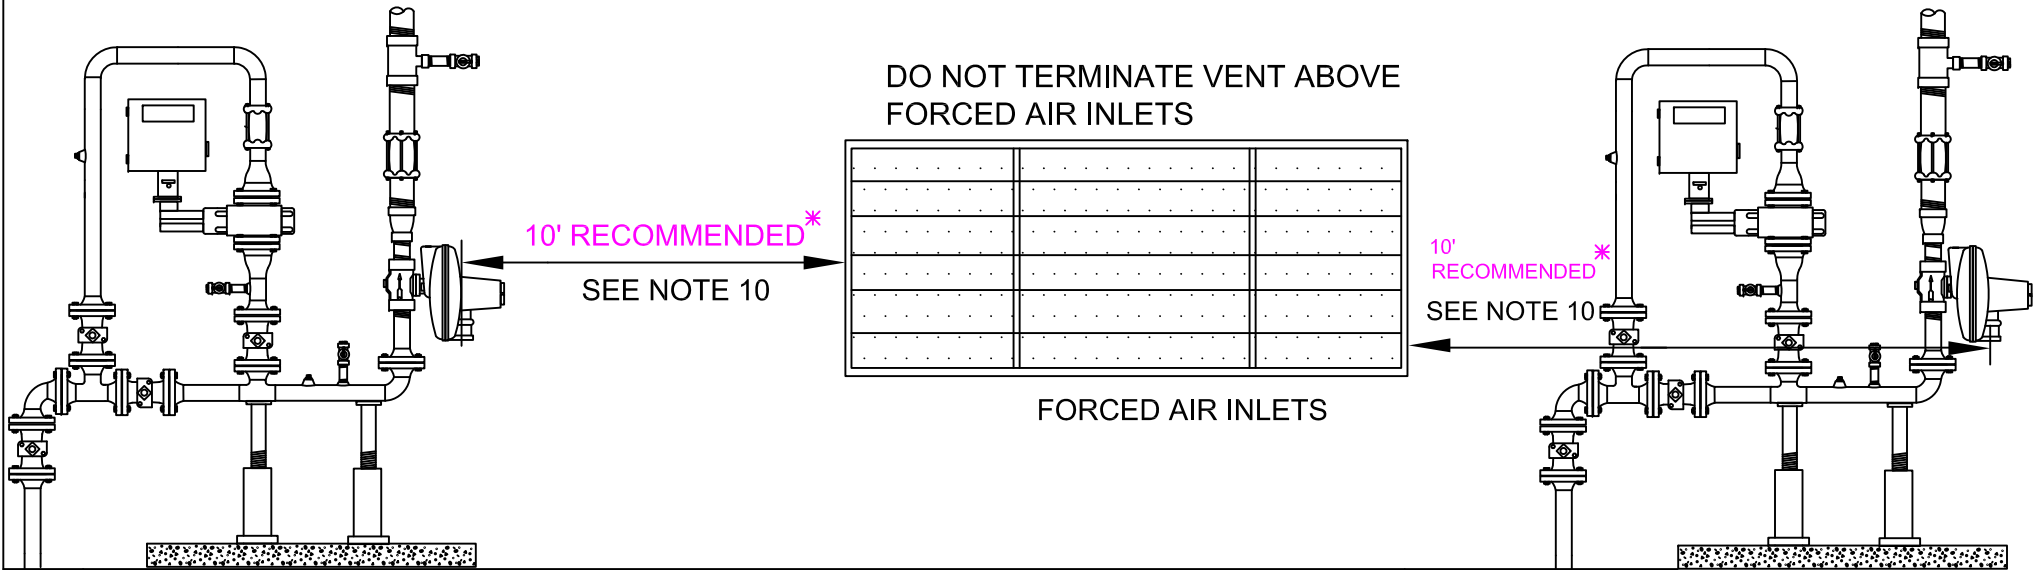 DO NOT TERMINATE VENT ABOVE
FORCED AIR INLETS
10' RECOMMENDED*
SEE NOTE 10
10'
RECOMMENDED*
SEE NOTE 10
FORCED AIR INLETS